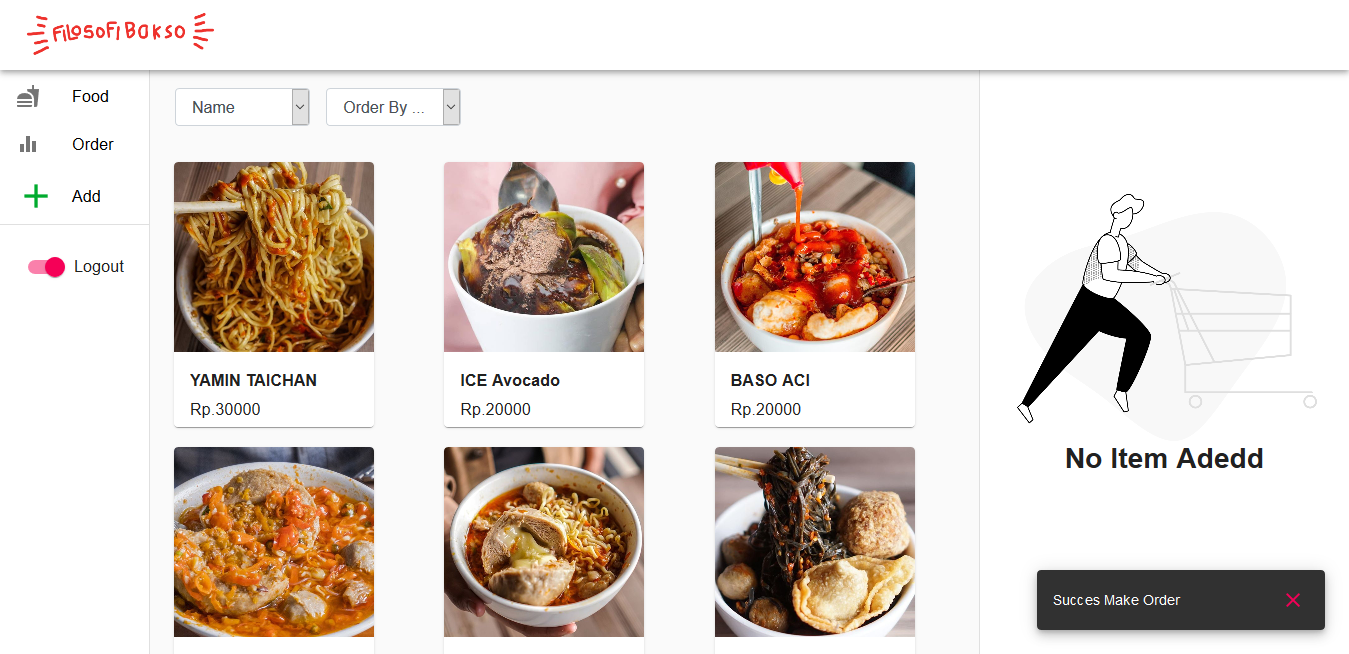 FiLosoFi BakSo
Food
Order
Add
Logout
Name
Order By ...
YAMIN TAICHAN
Rp.30000
ICE Avocado
Rp.20000
BASO ACI
Rp.20000
No Item Adedd
Succes Make Order